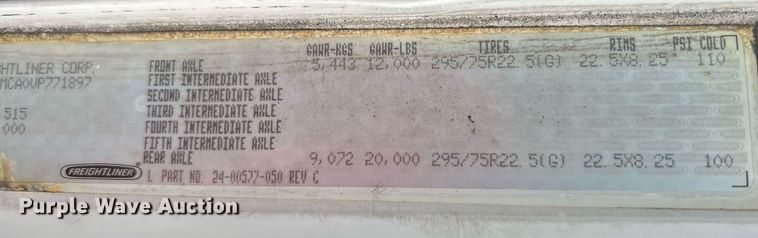 GAWR-KGS GAWR-LBS TIRES RIMS PSI COLD
GHTLINER CORP. FRONT AXLE 5,443 12,000 295/75R22.5(G) 22.5X8.25 110
MCA0VP771897 FIRST INTERMEDIATE AXLE
SECOND INTERMEDIATE AXLE
515 THIRD INTERMEDIATE AXLE
000 FOURTH INTERMEDIATE AXLE
FIFTH INTERMEDIATE AXLE
REAR AXLE 9,072 20,000 295/75R22.5(G) 22.5X8.25 100
FREIGHTLINER L PART NO. 24-00577-050 REV C
Purple Wave Auction